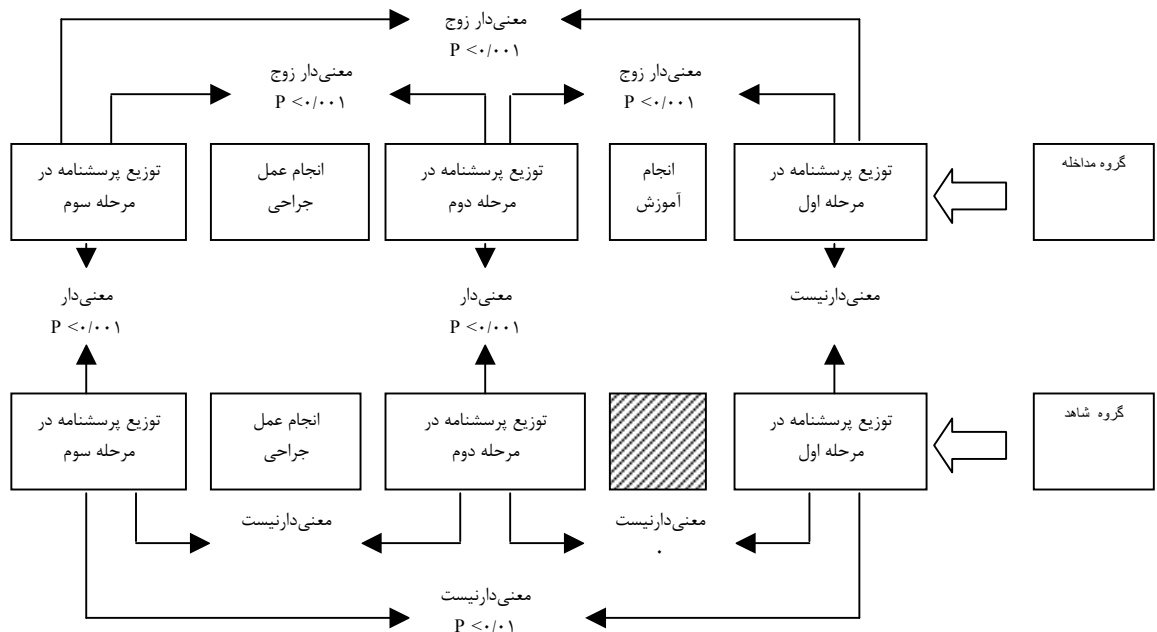 معنی‌دار زوج
P <۰/۰۰۱
معنی‌دار زوج
P <۰/۰۰۱
معنی‌دار زوج
P <۰/۰۰۱
گروه مداخله
توزیع پرسشنامه در
مرحله اول
انجام
آموزش
توزیع پرسشنامه در
مرحله دوم
انجام عمل
جراحی
توزیع پرسشنامه در
مرحله سوم
معنی‌دارنیست
معنی‌دار
P <۰/۰۰۱
معنی‌دار
P <۰/۰۰۱
گروه شاهد
توزیع پرسشنامه در
مرحله اول
توزیع پرسشنامه در
مرحله دوم
انجام عمل
جراحی
توزیع پرسشنامه در
مرحله سوم
معنی‌دارنیست
۰
معنی‌دارنیست
معنی‌دارنیست
P <۰/۰۱